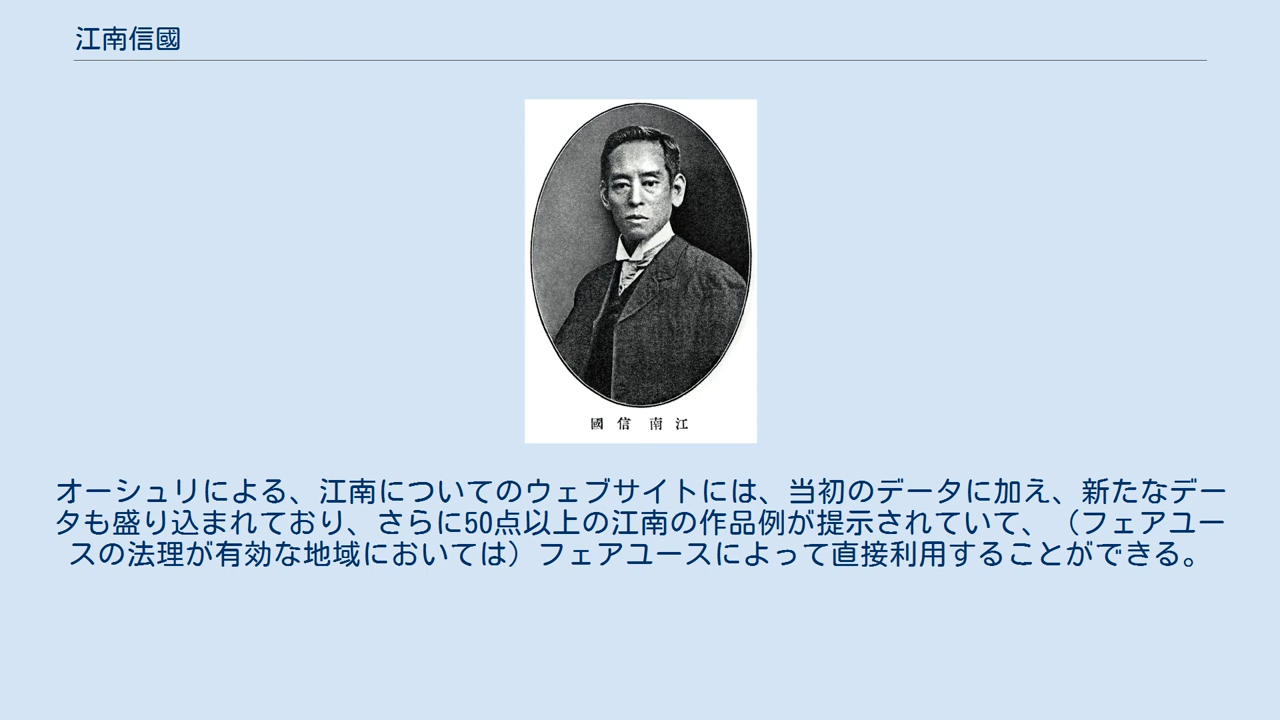 江南信國
國信南江
オーシュリによる、江南についてのウェブサイトには、当初のデータに加え、新たなデー
タも盛り込まれており、さらに50点以上の江南の作品例が提示されていて、（フェアユー
スの法理が有効な地域においては）フェアユースによって直接利用することができる。